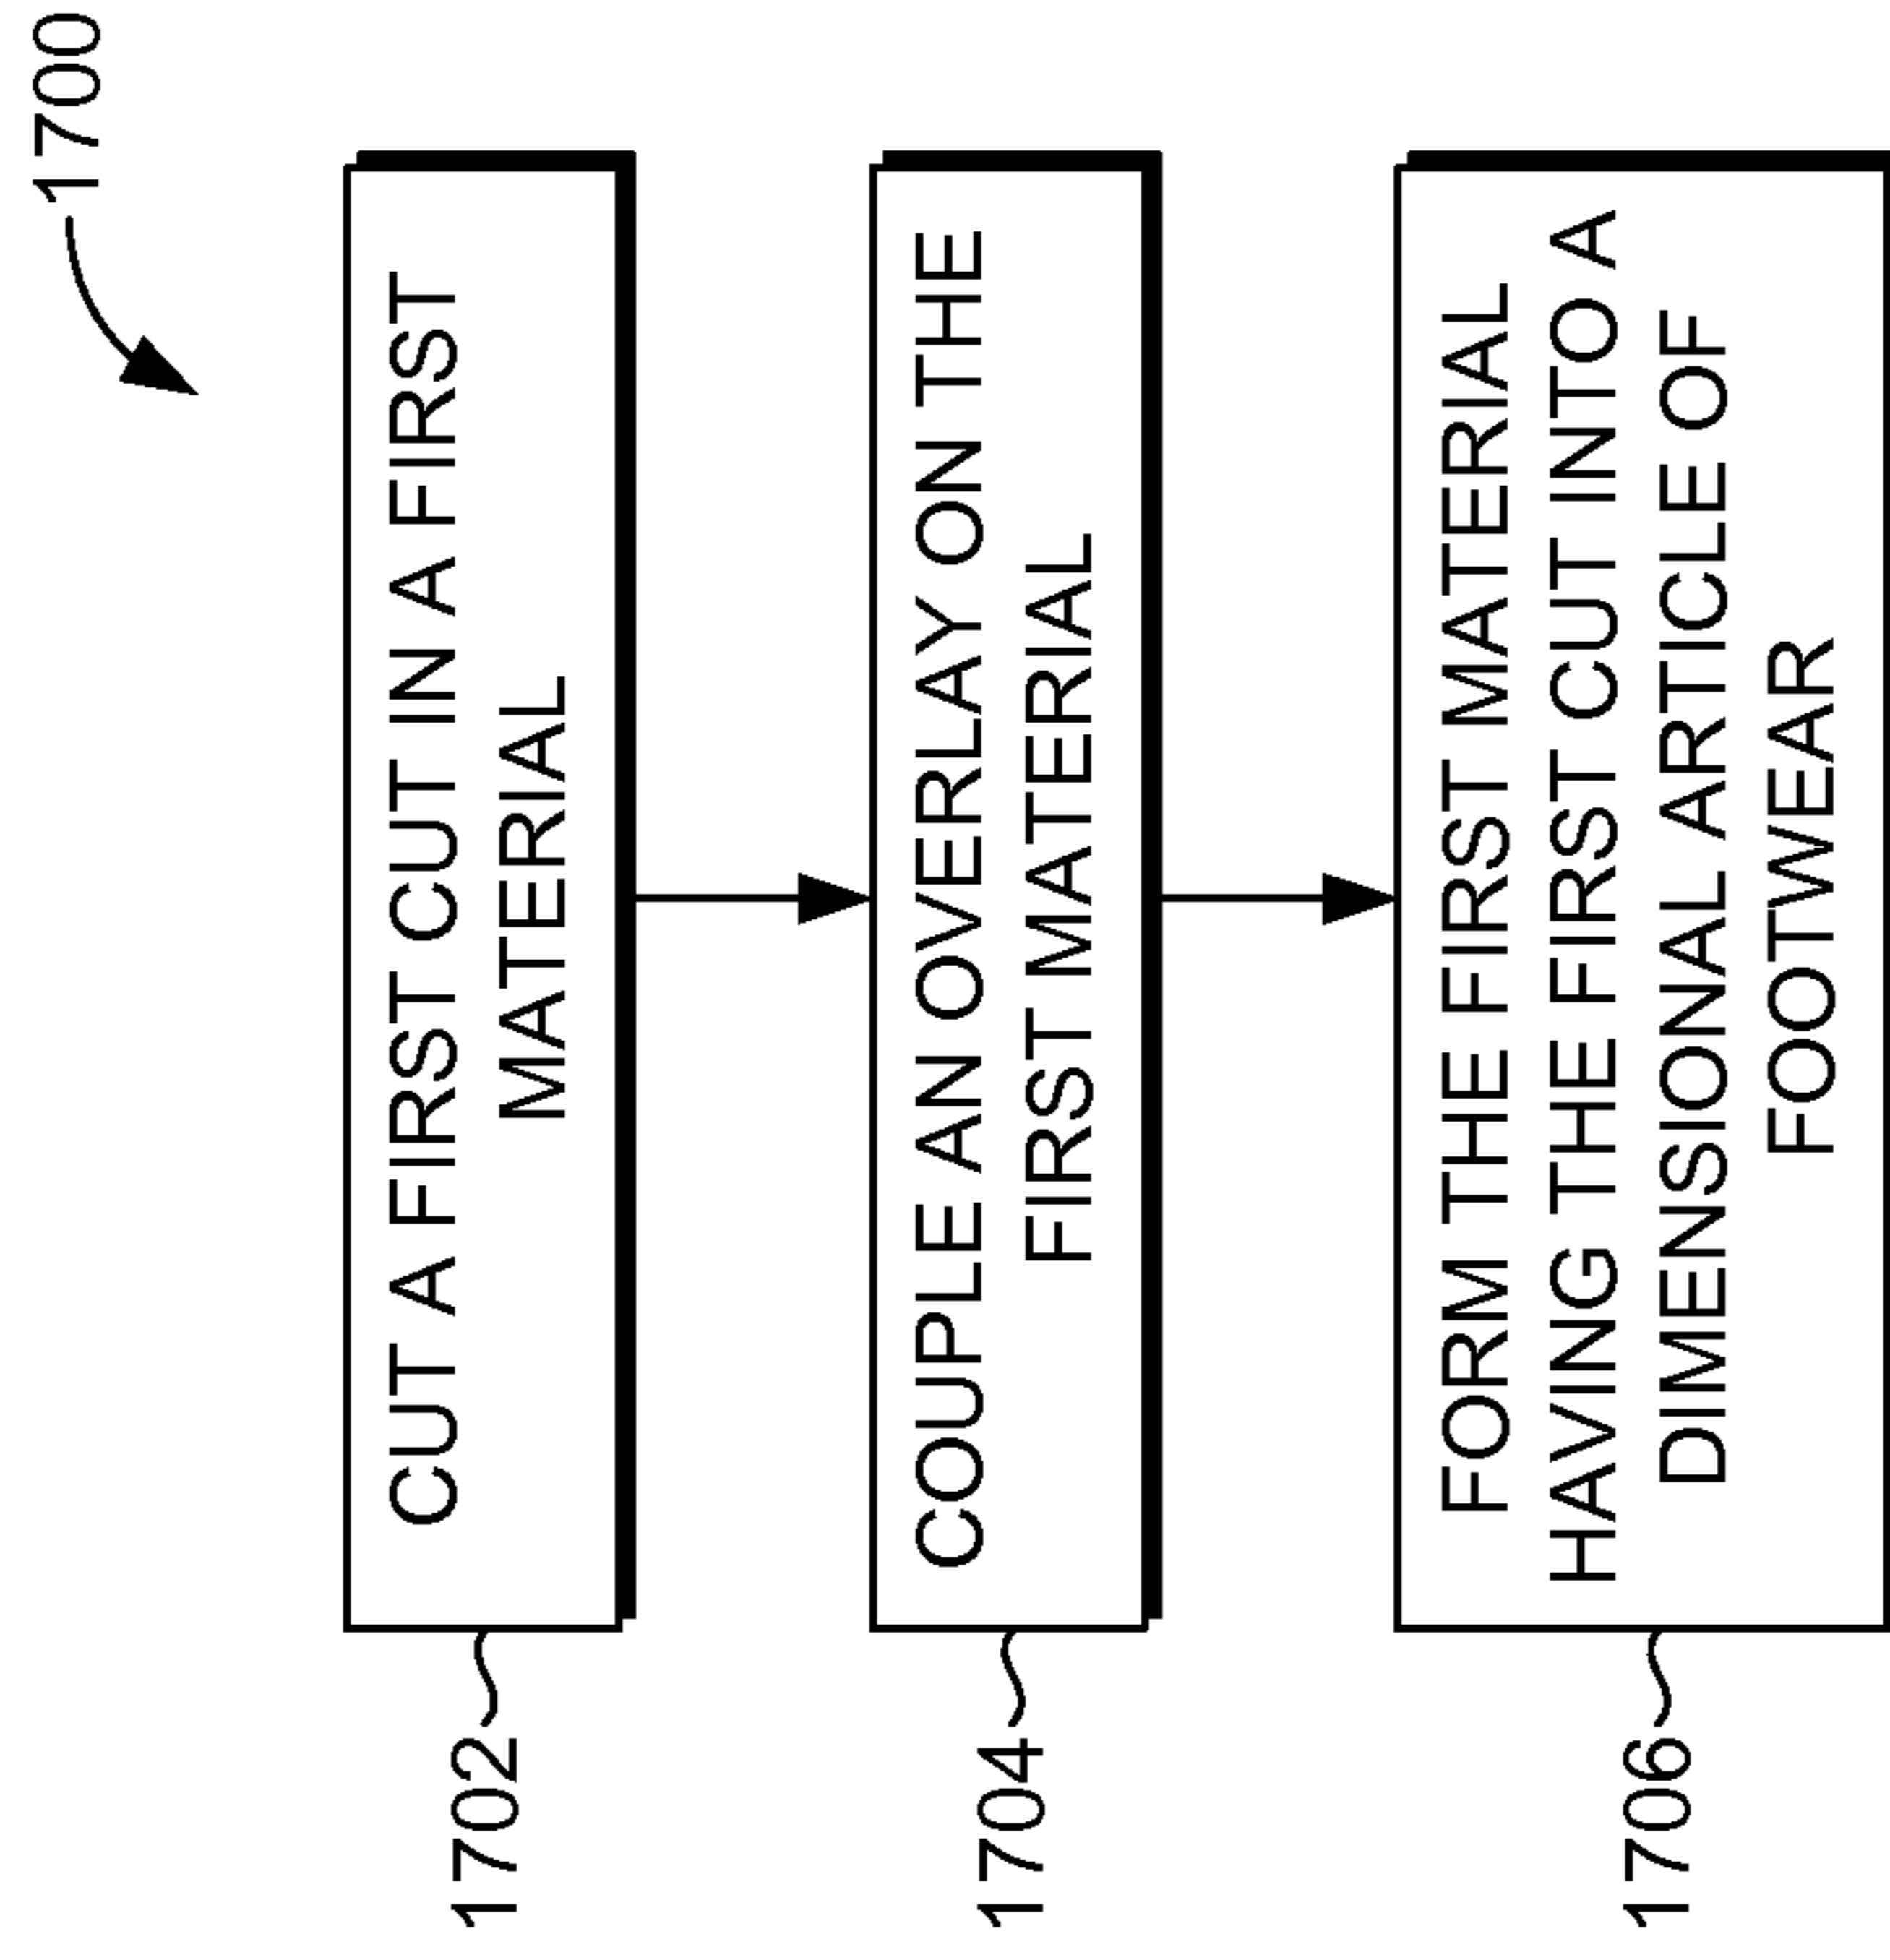 1700
1702
CUT A FIRST CUT IN A FIRST
MATERIAL
1704
COUPLE AN OVERLAY ON THE
FIRST MATERIAL
1706
FORM THE FIRST MATERIAL
HAVING THE FIRST CUT INTO A
DIMENSIONAL ARTICLE OF
FOOTWEAR